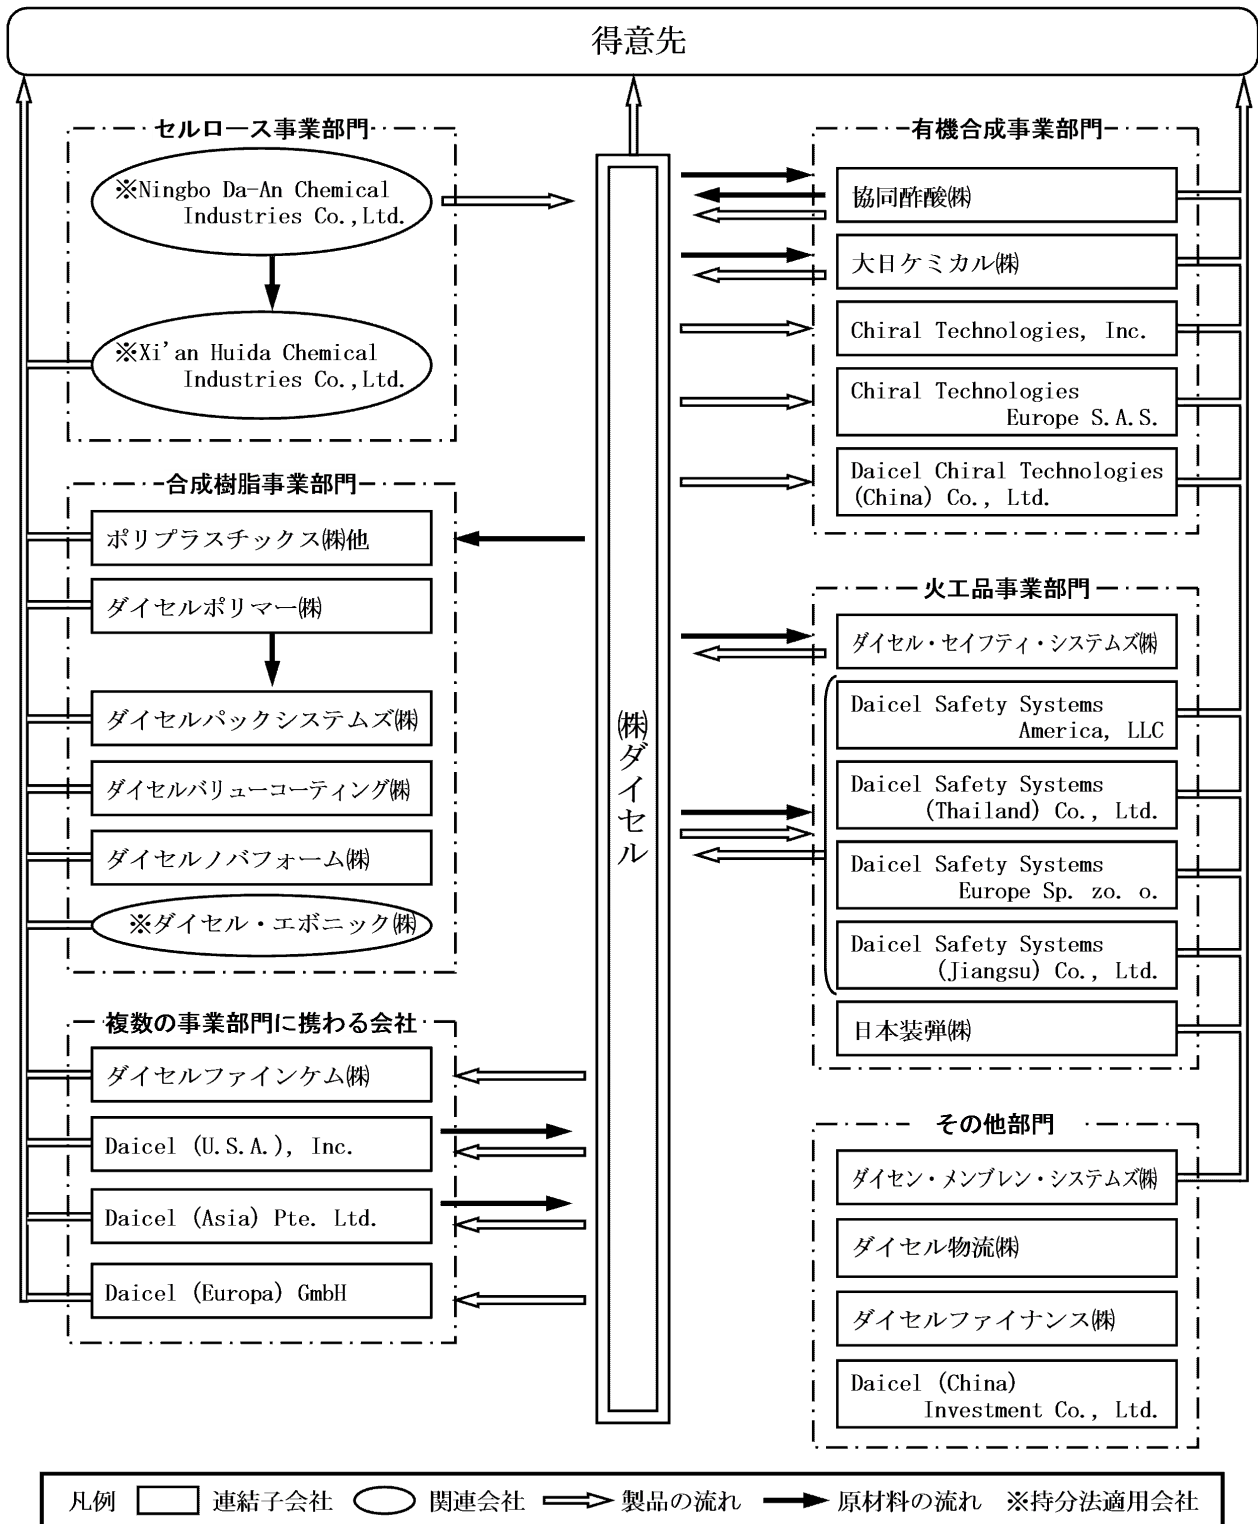 得意先
セルロース事業部門
※Ningbo Da-An Chemical
Industries Co.,Ltd.
※Xi'an Huida Chemical
Industries Co.,Ltd.
合成樹脂事業部門
ポリプラスチックス㈱他
ダイセルポリマー㈱
ダイセルパックシステムズ㈱
ダイセルバリューコーティング㈱
ダイセルノバフォーム㈱
※ダイセル・エボニック㈱
複数の事業部門に携わる会社
ダイセルファインケム㈱
Daicel (U.S.A.), Inc.
Daicel (Asia) Pte. Ltd.
Daicel (Europa) GmbH
㈱ダイセル
有機合成事業部門
協同酢酸㈱
大日ケミカル㈱
Chiral Technologies, Inc.
Chiral Technologies
Europe S.A.S.
Daicel Chiral Technologies
(China) Co., Ltd.
火工品事業部門
ダイセル・セイフティ・システムズ㈱
Daicel Safety Systems
America, LLC
Daicel Safety Systems
(Thailand) Co., Ltd.
Daicel Safety Systems
Europe Sp. zo. o.
Daicel Safety Systems
(Jiangsu) Co., Ltd.
日本装弾㈱
その他部門
ダイセン・メンブレン・システムズ㈱
ダイセル物流㈱
ダイセルファイナンス㈱
Daicel (China)
Investment Co., Ltd.
凡例 連結子会社 関連会社 製品の流れ 原材料の流れ ※持分法適用会社